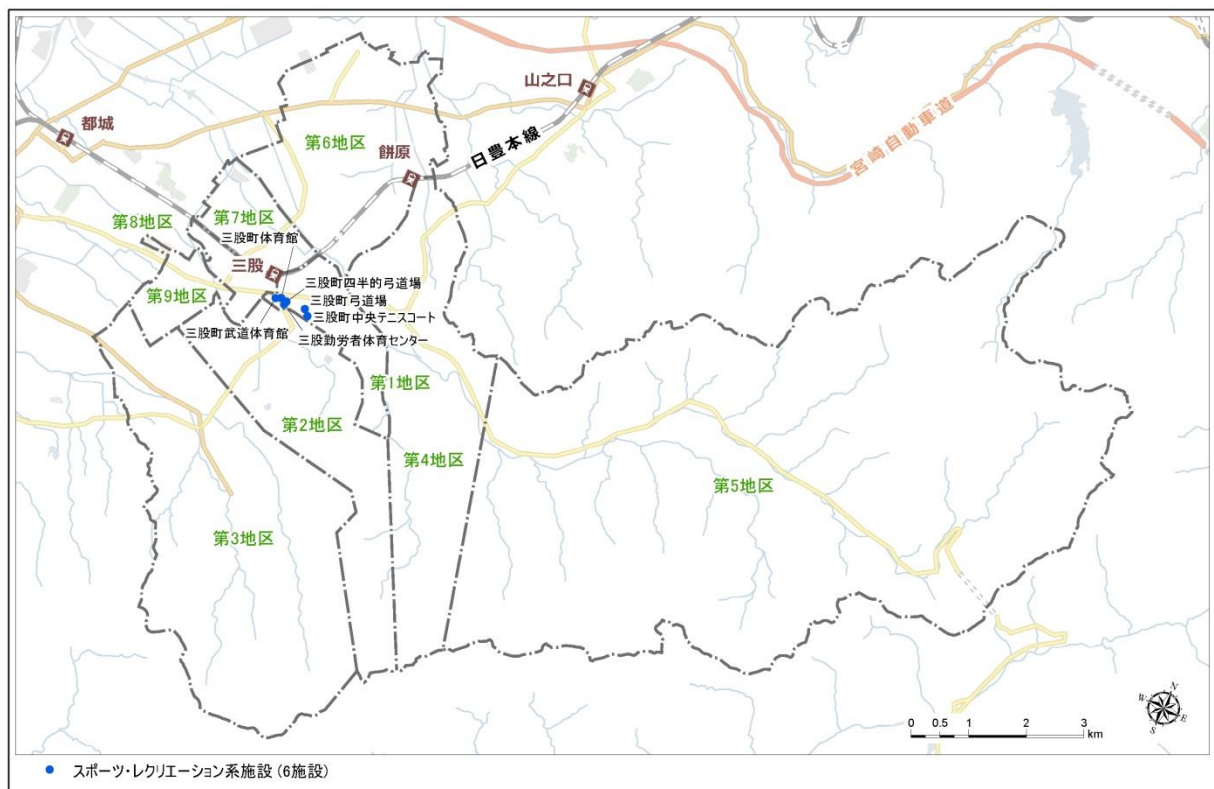 山之口
都城
宮崎自動車道
第6地区
餅原
日豊本線
第8地区
第7地区
三股町体育館
三股
三股町四半的弓道場
第9地区
三股町弓道場
三股町中央テニスコート
三股町武道体育館
三股勤労者体育センター
第1地区
第2地区
第4地区
第5地区
第3地区
N
W
E
S
0 0.5 1 2 3
km
スポーツ・レクリエーション系施設(6施設)